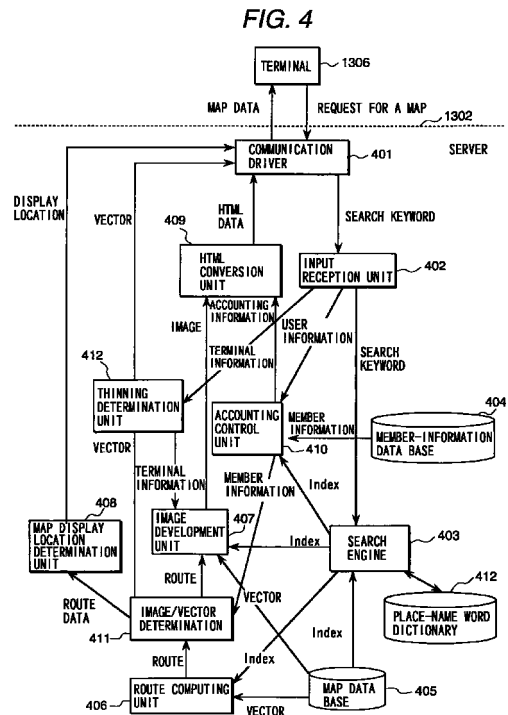 FIG. 4
TERMINAL
1306
MAP DATA
REQUEST FOR A MAP
1302
COMMUNICATION
DRIVER
401
SERVER
DISPLAY
LOCATION
VECTOR
HTML
DATA
SEARCH KEYWORD
409
HTML
CONVERSION
UNIT
INPUT
RECEPTION UNIT
402
ACCOUNTING
INFORMATION
IMAGE
USER
INFORMATION
TERMINAL
INFORMATION
SEARCH
KEYWORD
412
THINNING
DETERMINATION
UNIT
ACCOUNTING
CONTROL
UNIT
410
MEMBER
INFORMATION
404
MEMBER-INFORMATION
DATA BASE
VECTOR
TERMINAL
INFORMATION
MEMBER
INFORMATION
Index
408
MAP DISPLAY
LOCATION
DETERMINATION
UNIT
407
IMAGE
DEVELOPMENT
UNIT
Index
SEARCH
ENGINE
403
ROUTE
DATA
ROUTE
VECTOR
412
PLACE-NAME WORD
DICTIONARY
IMAGE/VECTOR
DETERMINATION
411
Index
Index
ROUTE
MAP DATA
BASE
405
ROUTE COMPUTING
UNIT
406
VECTOR